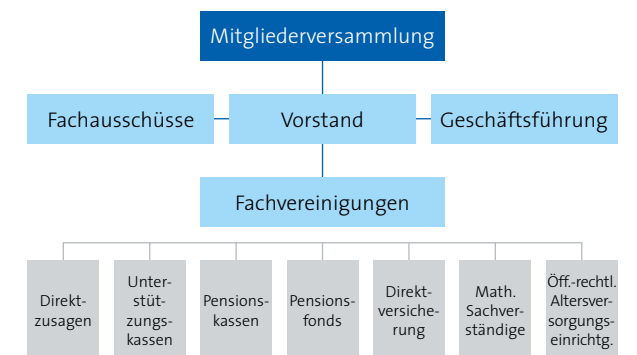 Mitgliederversammlung
Fachausschüsse
Vorstand
Geschäftsführung
Fachvereinigungen
Direkt-
zusagen
Unter-
stüt-
zungs-
kassen
Pensions-
kassen
Pensions-
fonds
Direkt-
versiche-
rung
Math.
Sachver-
ständige
Öff.-rechtl.
Altersver-
sorgungs-
einrichtg.